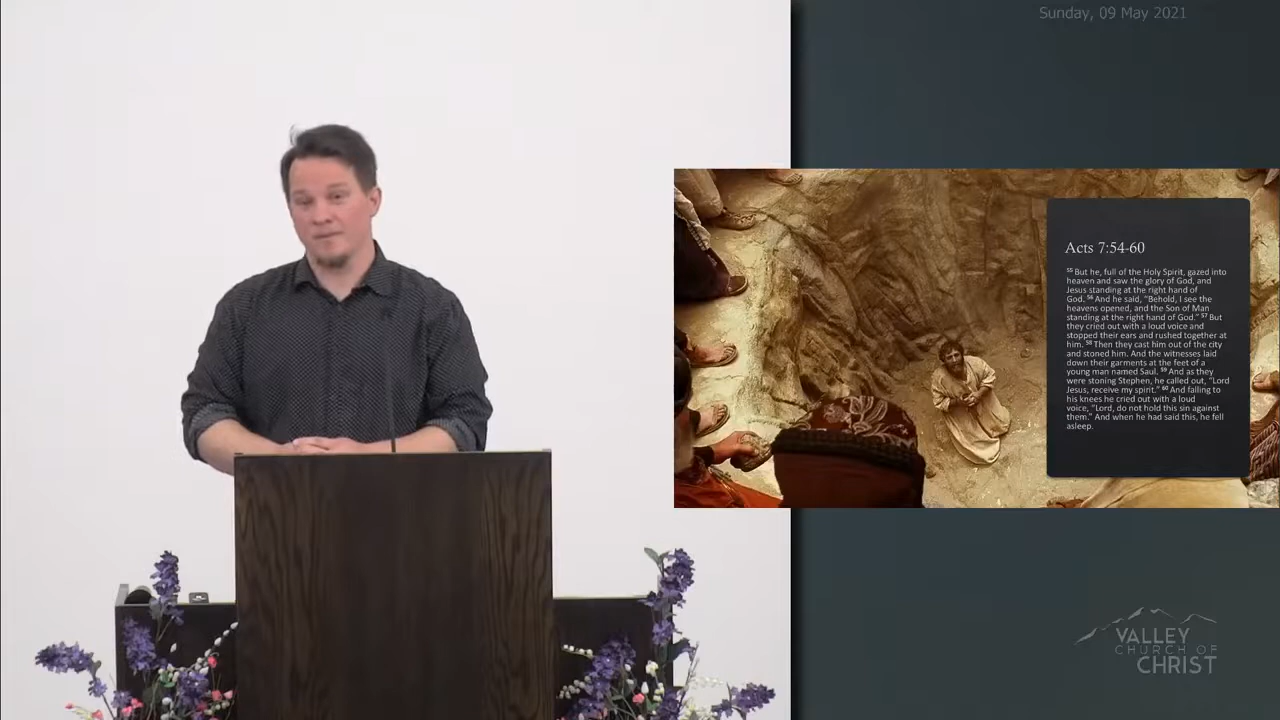 Sunday, 09 May 2021
Acts 7:54-60
55 But he, full of the Holy Spirit, gazed into
heaven and saw the glory of God, and
Jesus standing at the right hand of
God. 56 And he said, “Behold, I see the
heavens opened, and the Son of Man
standing at the right hand of God.” 57 But
they cried out with a loud voice and
stopped their ears and rushed together at
him. 58 Then they cast him out of the city
and stoned him. And the witnesses laid
down their garments at the feet of a
young man named Saul. 59 And as they
were stoning Stephen, he called out, “Lord
Jesus, receive my spirit.” 60 And falling to
his knees he cried out with a loud
voice, “Lord, do not hold this sin against
them.” And when he had said this, he fell
asleep.
VALLEY
CHURCH OF
CHRIST